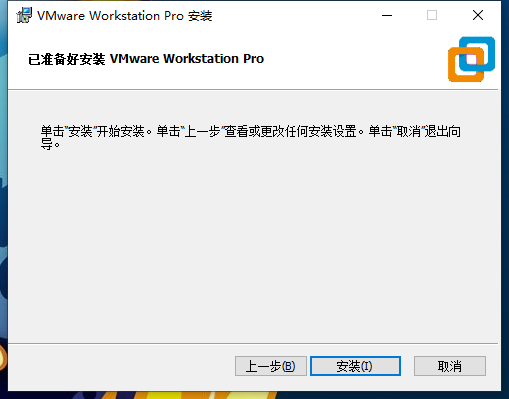 VMware Workstation Pro 安装
已准备好安装 VMware Workstation Pro
单击"安装"开始安装。单击"上一步"查看或更改任何安装设置。单击"取消"退出向
导。
上一步(B) 安装(I) 取消